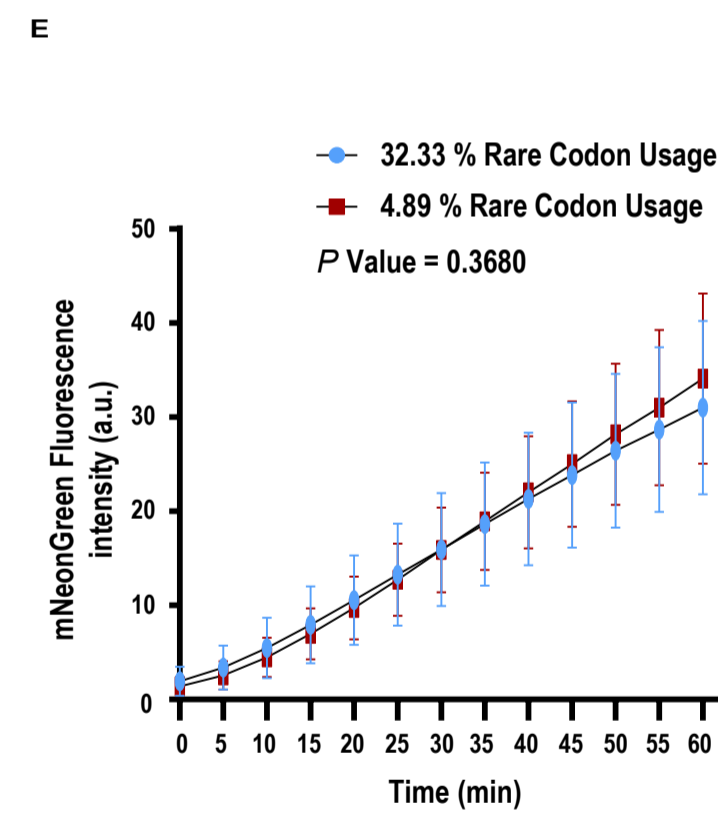 E
32.33 % Rare Codon Usage
4.89 % Rare Codon Usage
P Value = 0.3680
mNeonGreen Fluorescence
intensity (a.u.)
50
40
30
20
10
0
0 5 10 15 20 25 30 35 40 45 50 55 60
Time (min)